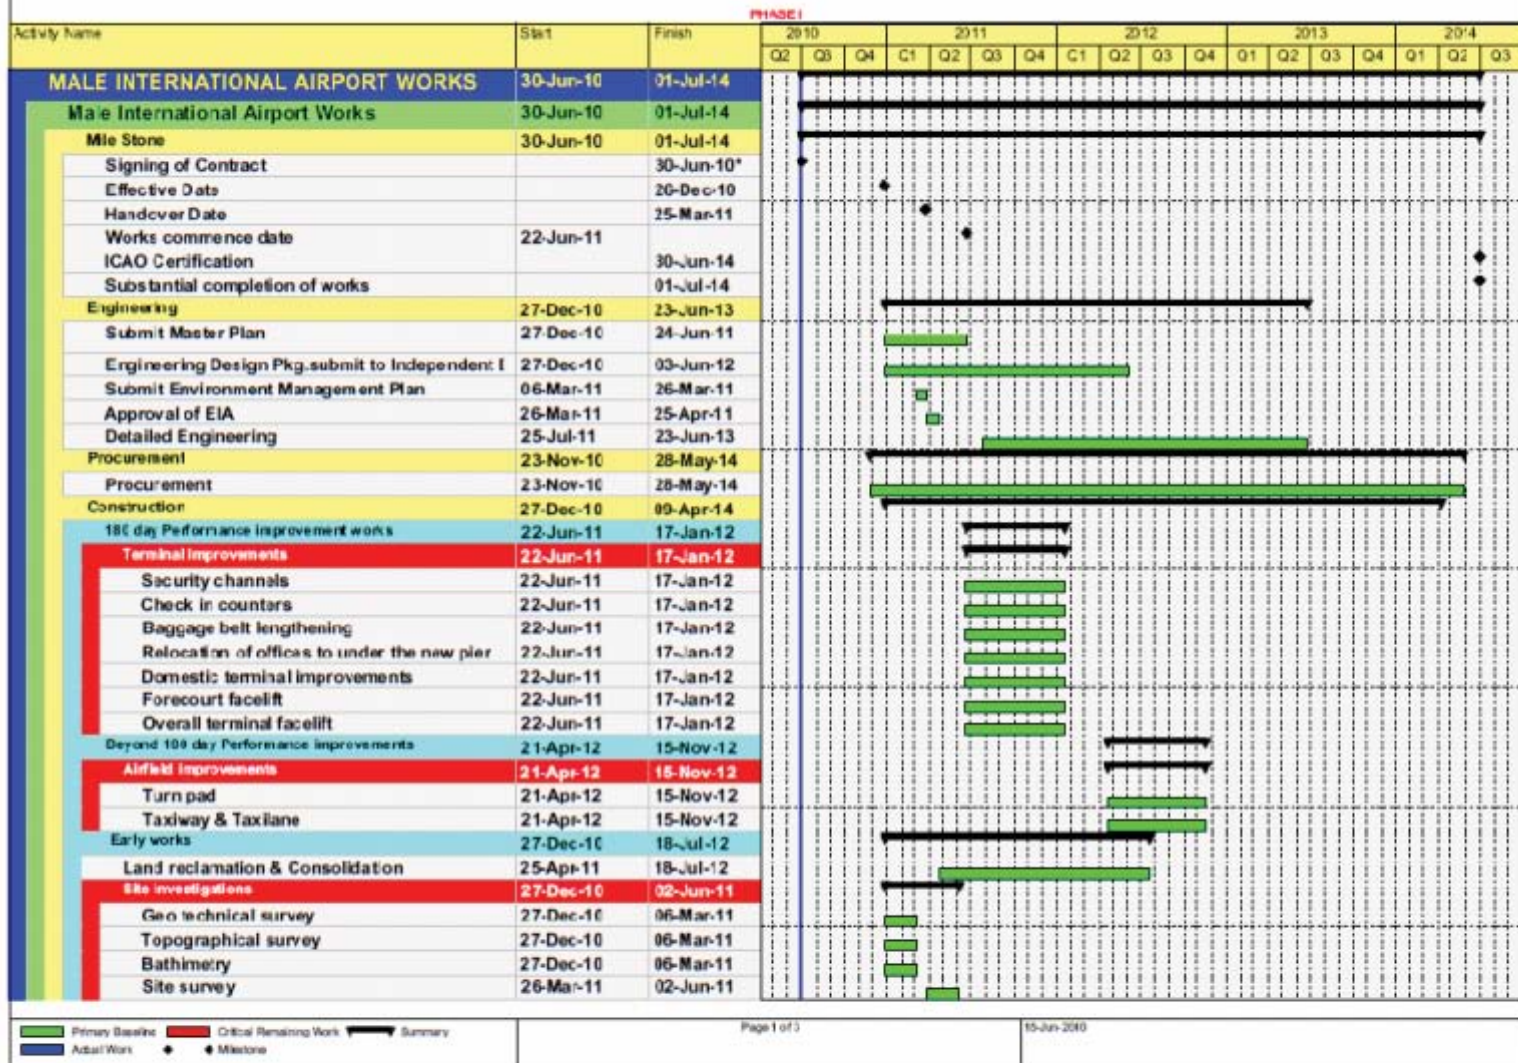 PHASE I
Activity Name Start Finish 2010 2011 2012 2013 2014
Q2 Q3 Q4 Q1 Q2 Q3 Q4 Q1 Q2 Q3 Q4 Q1 Q2 Q3 Q4 Q1 Q2 Q3
MALE INTERNATIONAL AIRPORT WORKS 30-Jun-10 01-Jul-14
Male International Airport Works 30-Jun-10 01-Jul-14
Mile Stone 30-Jun-10 01-Jul-14
Signing of Contract 30-Jun-10*
Effective Date 26-Dec-10
Handover Date 25-Mar-11
Works commence date 22-Jun-11
ICAO Certification 30-Jun-14
Substantial completion of works 01-Jul-14
Engineering 27-Dec-10 23-Jun-13
Submit Master Plan 27-Dec-10 24-Jun-11
Engineering Design Pkg.submit to Independent 27-Dec-10 03-Jun-12
Submit Environment Management Plan 06-Mar-11 26-Mar-11
Approval of EIA 26-Mar-11 25-Apr-11
Detailed Engineering 25-Jul-11 23-Jun-13
Procurement 23-Nov-10 28-May-14
Procurement 23-Nov-10 28-May-14
Construction 27-Dec-10 09-Apr-14
180 day Performance improvement works 22-Jun-11 17-Jan-12
Terminal Improvements 22-Jun-11 17-Jan-12
Security channels 22-Jun-11 17-Jan-12
Check in counters 22-Jun-11 17-Jan-12
Baggage belt lengthening 22-Jun-11 17-Jan-12
Relocation of offices to under the new pier 22-Jun-11 17-Jan-12
Domestic terminal improvements 22-Jun-11 17-Jan-12
Forecourt facelift 22-Jun-11 17-Jan-12
Overall terminal facelift 22-Jun-11 17-Jan-12
Beyond 180 day Performance improvements 21-Apr-12 15-Nov-12
Airfield improvements 21-Apr-12 15-Nov-12
Turn pad 21-Apr-12 15-Nov-12
Taxiway & Taxilane 21-Apr-12 15-Nov-12
Early works 27-Dec-10 18-Jul-12
Land reclamation & Consolidation 25-Apr-11 18-Jul-12
Site investigations 27-Dec-10 02-Jun-11
Geo technical survey 27-Dec-10 06-Mar-11
Topographical survey 27-Dec-10 06-Mar-11
Bathimetry 27-Dec-10 06-Mar-11
Site survey 26-Mar-11 02-Jun-11
Primary Baseline Critical Remaining Work Summary Page 1 of 3
Actual Work Milestone